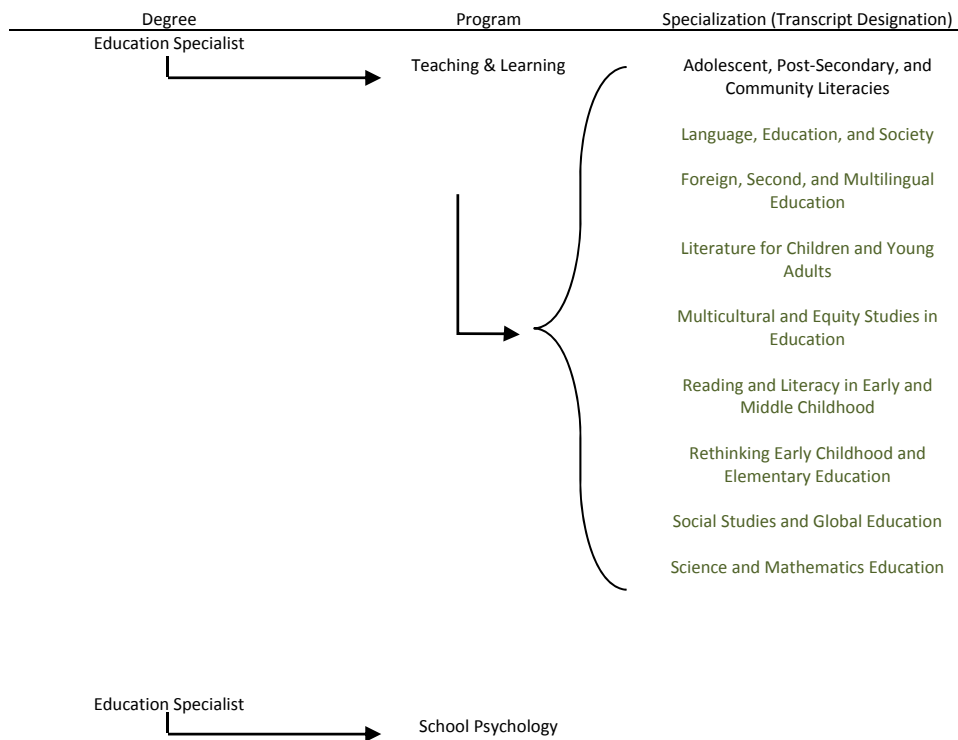 Degree Program Specialization (Transcript Designation)
Education Specialist
Teaching & Learning
Adolescent, Post-Secondary, and
Community Literacies
Language, Education, and Society
Foreign, Second, and Multilingual
Education
Literature for Children and Young
Adults
Multicultural and Equity Studies in
Education
Reading and Literacy in Early and
Middle Childhood
Rethinking Early Childhood and
Elementary Education
Social Studies and Global Education
Science and Mathematics Education
Education Specialist
School Psychology